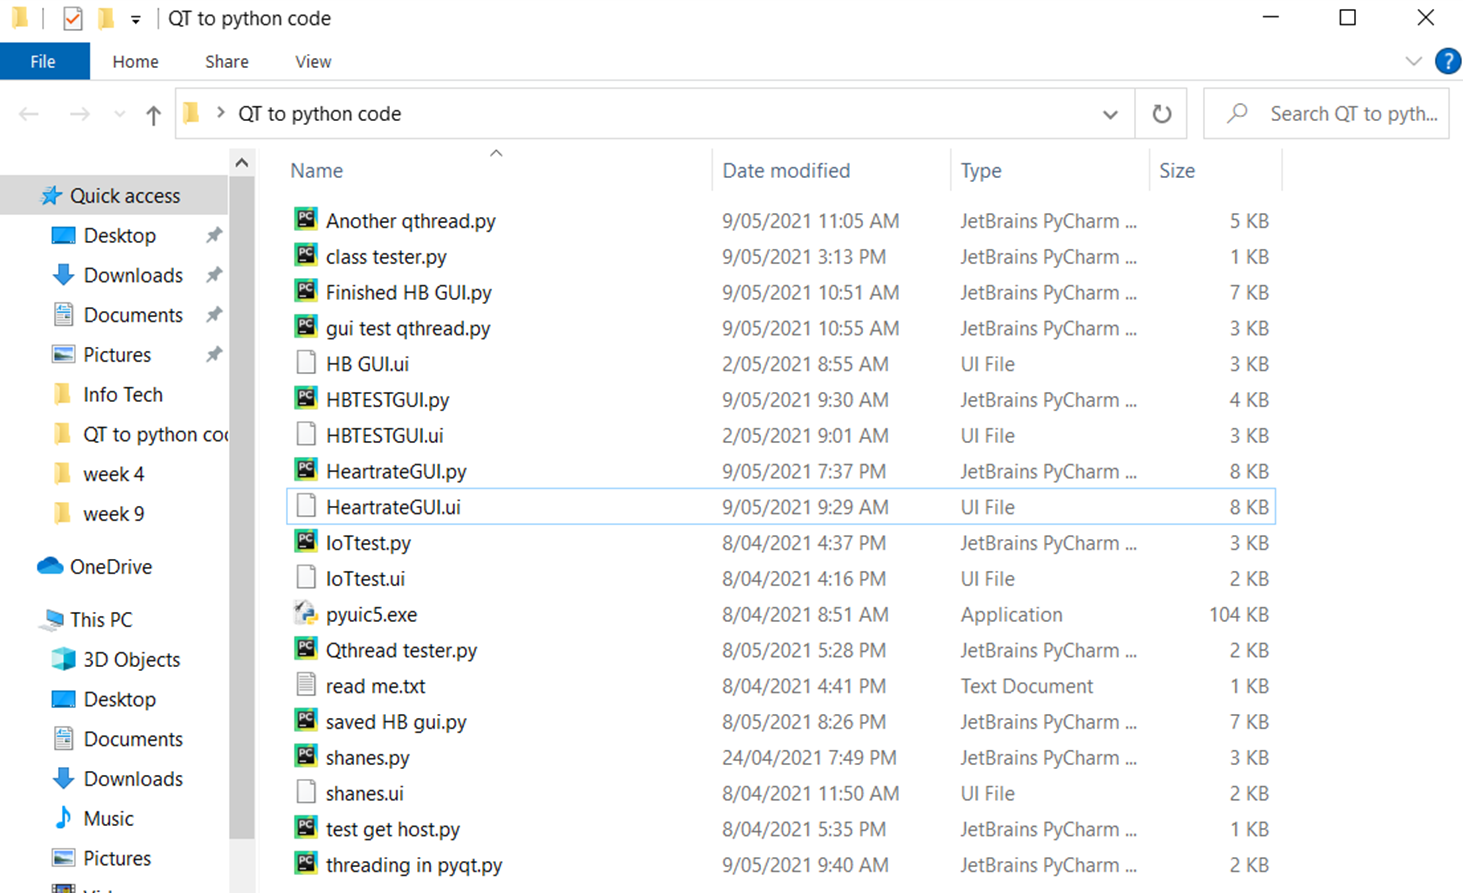 QT to python code
File Home Share View ?
QT to python code Search QT to pyth...
Name Date modified Type Size
Quick access
Desktop
Downloads
Documents
Pictures
Info Tech
QT to python co
week 4
week 9
OneDrive
This PC
3D Objects
Desktop
Documents
Downloads
Music
Pictures
Another qthread.py 9/05/2021 11:05 AM JetBrains PyCharm ... 5 KB
class tester.py 9/05/2021 3:13 PM JetBrains PyCharm ... 1 KB
Finished HB GUI.py 9/05/2021 10:51 AM JetBrains PyCharm ... 7 KB
gui test qthread.py 9/05/2021 10:55 AM JetBrains PyCharm ... 3 KB
HB GUI.ui 2/05/2021 8:55 AM UI File 3 KB
HBTESTGUI.py 9/05/2021 9:30 AM JetBrains PyCharm ... 4 KB
HBTESTGUI.ui 2/05/2021 9:01 AM UI File 3 KB
HeartrateGUI.py 9/05/2021 7:37 PM JetBrains PyCharm ... 8 KB
HeartrateGUI.ui 9/05/2021 9:29 AM UI File 8 KB
IoTtest.py 8/04/2021 4:37 PM JetBrains PyCharm ... 3 KB
IoTtest.ui 8/04/2021 4:16 PM UI File 2 KB
pyuic5.exe 8/04/2021 8:51 AM Application 104 KB
Qthread tester.py 8/05/2021 5:28 PM JetBrains PyCharm ... 2 KB
read me.txt 8/04/2021 4:41 PM Text Document 1 KB
saved HB gui.py 8/05/2021 8:26 PM JetBrains PyCharm ... 7 KB
shanes.py 24/04/2021 7:49 PM JetBrains PyCharm ... 3 KB
shanes.ui 8/04/2021 11:50 AM UI File 2 KB
test get host.py 8/04/2021 5:35 PM JetBrains PyCharm ... 1 KB
threading in pyqt.py 9/05/2021 9:40 AM JetBrains PyCharm ... 2 KB